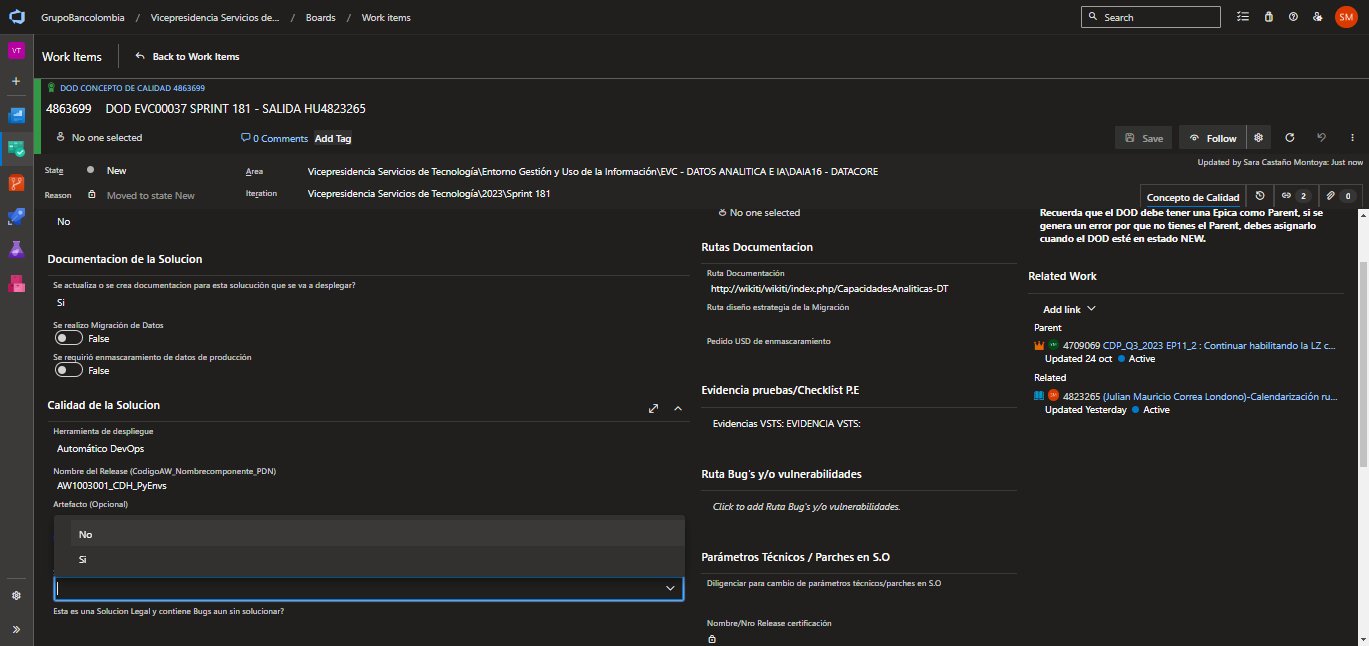 GrupoBancolombia / Vicepresidencia Servicios de... / Boards / Work items
Search
SM
VT
Work Items
Back to Work Items
DOD CONCEPTO DE CALIDAD 4863699
4863699 DOD EVC00037 SPRINT 181 - SALIDA HU4823265
No one selected
0 Comments
Add Tag
Save
Follow
Updated by Sara Castaño Montoya: Just now
State New
Area Vicepresidencia Servicios de Tecnología\Entorno Gestión y Uso de la Información\EVC - DATOS ANALITICA E IA\DAIA16 - DATACORE
Reason Moved to state New
Iteration Vicepresidencia Servicios de Tecnología\2023\Sprint 181
Concepto de Calidad
2
0
No
Documentacion de la Solucion
Se actualiza o se crea documentacion para esta solucución que se va a desplegar?
Si
Se realizo Migración de Datos
False
Se requirió enmascaramiento de datos de producción
False
Calidad de la Solucion
Herramienta de despliegue
Automático DevOps
Nombre del Release (CodigoAW_Nombrecomponente_PDN)
AW1003001_CDH_PyEnvs
Artefacto (Opcional)
No
Si
Esta es una Solucion Legal y contiene Bugs aun sin solucionar?
No one selected
Rutas Documentacion
Ruta Documentación
http://wikiti/wikiti/index.php/CapacidadesAnaliticas-DT
Ruta diseño estrategia de la Migración
Pedido USD de enmascaramiento
Evidencia pruebas/Checklist P.E
Evidencias VSTS: EVIDENCIA VSTS:
Ruta Bug's y/o vulnerabilidades
Click to add Ruta Bug's y/o vulnerabilidades.
Parámetros Técnicos / Parches en S.O
Diligenciar para cambio de parámetros técnicos/parches en S.O
Nombre/Nro Release certificación
Recuerda que el DOD debe tener una Epica como Parent, si se
genera un error por que no tienes el Parent, debes asignarlo
cuando el DOD esté en estado NEW.
Related Work
Add link
Parent
4709069 CDP_Q3_2023 EP11_2 : Continuar habilitando la LZ c...
Updated 24 oct Active
Related
4823265 (Julian Mauricio Correa Londono)-Calendarización ru...
Updated Yesterday Active